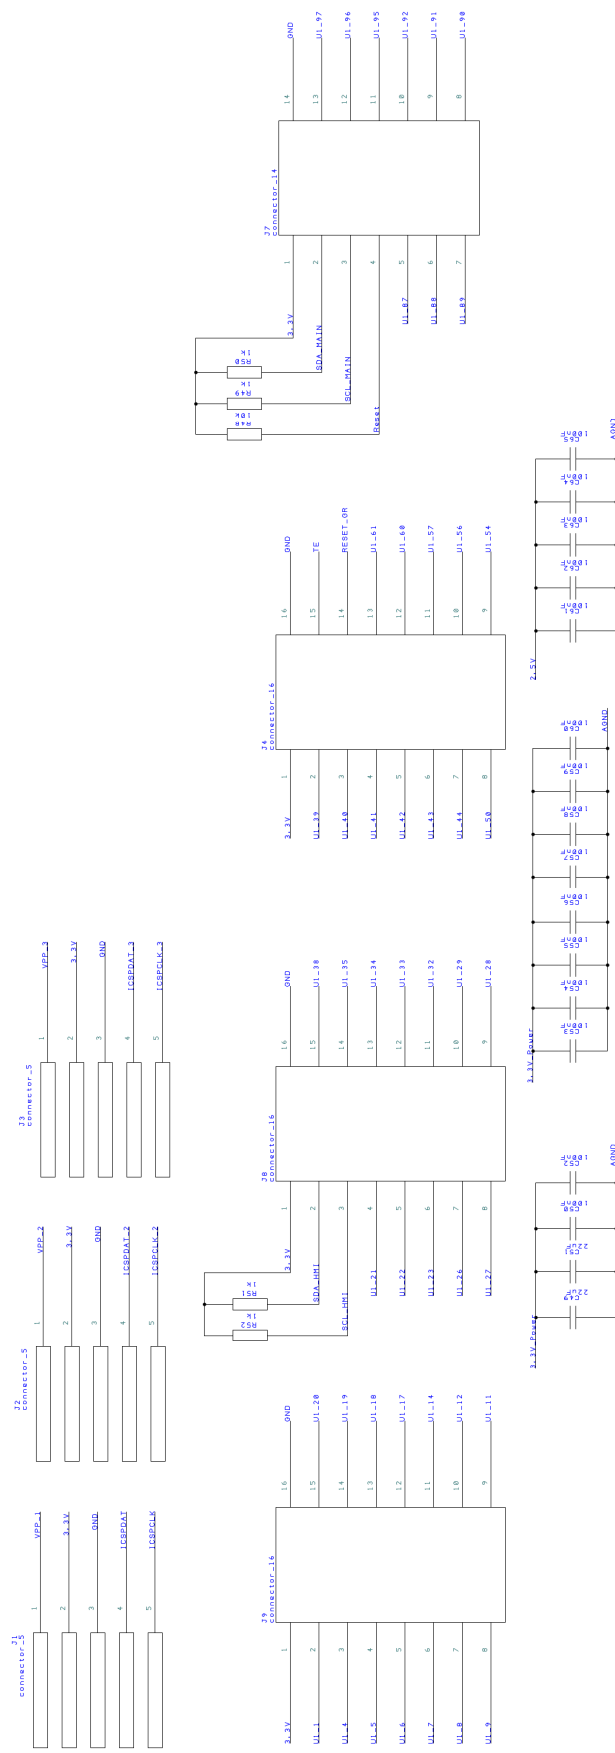 GND
U1_97
U1_96
U1_95
U1_92
U1_91
U1_90
14
13
12
11
10
9
8
J7
connector_14
1
2
3
4
5
6
7
3.3V
SDA_MAIN
SCL_MAIN
Reset
U1_87
U1_88
U1_89
R50
1k
R49
1k
R48
10k
GND
TE
RESET_GR
U1_61
U1_60
U1_57
U1_56
U1_54
16
15
14
13
12
11
10
9
J4
connector_16
1
2
3
4
5
6
7
8
3.3V
U1_39
U1_40
U1_41
U1_42
U1_43
U1_44
U1_50
2.5V
C65
100nF
C64
100nF
C63
100nF
C62
100nF
C61
100nF
AGND
3.3V_Power
C60
100nF
C59
100nF
C58
100nF
C57
100nF
C56
100nF
C55
100nF
C54
100nF
C53
100nF
AGND
J3
connector_5
1
2
3
4
5
VPP_3
3.3V
GND
ICSPDAT_3
ICSPCLK_3
GND
U1_38
U1_35
U1_34
U1_33
U1_32
U1_29
U1_28
16
15
14
13
12
11
10
9
J8
connector_16
1
2
3
4
5
6
7
8
3.3V
SDA_HMI
SCL_HMI
U1_21
U1_22
U1_23
U1_26
U1_27
R51
1k
R52
1k
3.3V_Power
C52
100nF
C50
100nF
C51
22uF
C49
22uF
AGND
J2
connector_5
1
2
3
4
5
VPP_2
3.3V
GND
ICSPDAT_2
ICSPCLK_2
J1
connector_5
1
2
3
4
5
VPP_1
3.3V
GND
ICSPDAT
ICSPCLK
GND
U1_20
U1_19
U1_18
U1_17
U1_14
U1_12
U1_11
16
15
14
13
12
11
10
9
J9
connector_16
1
2
3
4
5
6
7
8
3.3V
U1_1
U1_4
U1_5
U1_6
U1_7
U1_8
U1_9